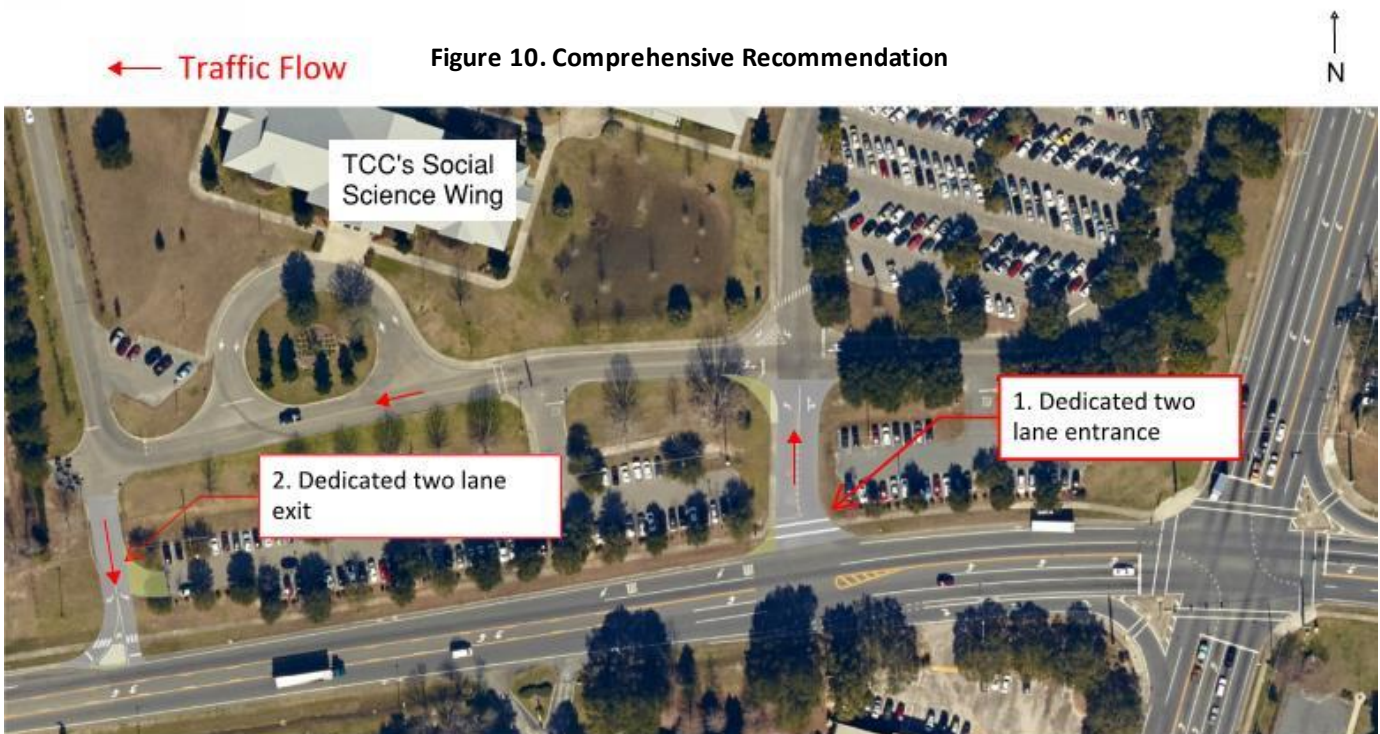 Figure 10. Comprehensive Recommendation
Traffic Flow
N
TCC's Social
Science Wing
1. Dedicated two
lane entrance
2. Dedicated two lane
exit